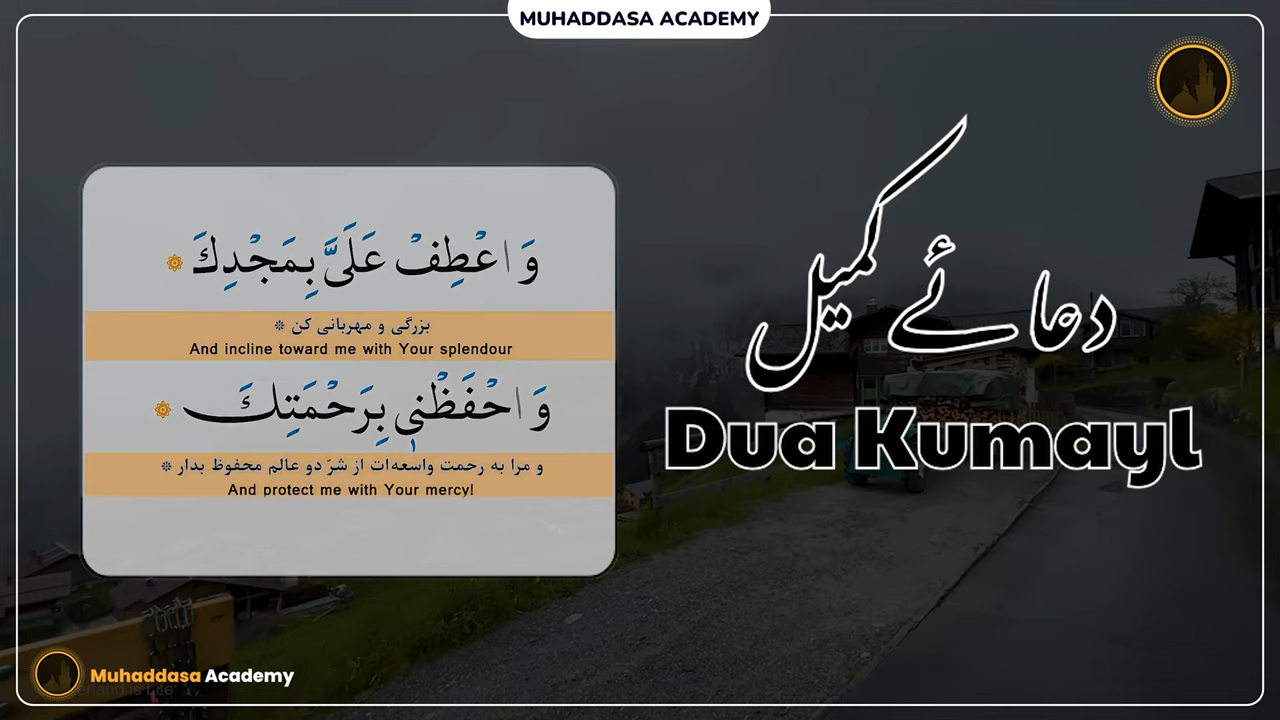 MUHADDASA ACADEMY
وَ اعْطِفْ عَلَیَّ بِمَجْدِكَ
بزرگی و مهربانی کن
And incline toward me with Your splendour
وَ احْفَظْنٖی بِرَحْمَتِكَ
و مرا به رحمت واسعه‌ات از شرّ دو عالم محفوظ بدار
And protect me with Your mercy!
دعائے کمیل
Dua Kumayl
Muhaddasa Academy